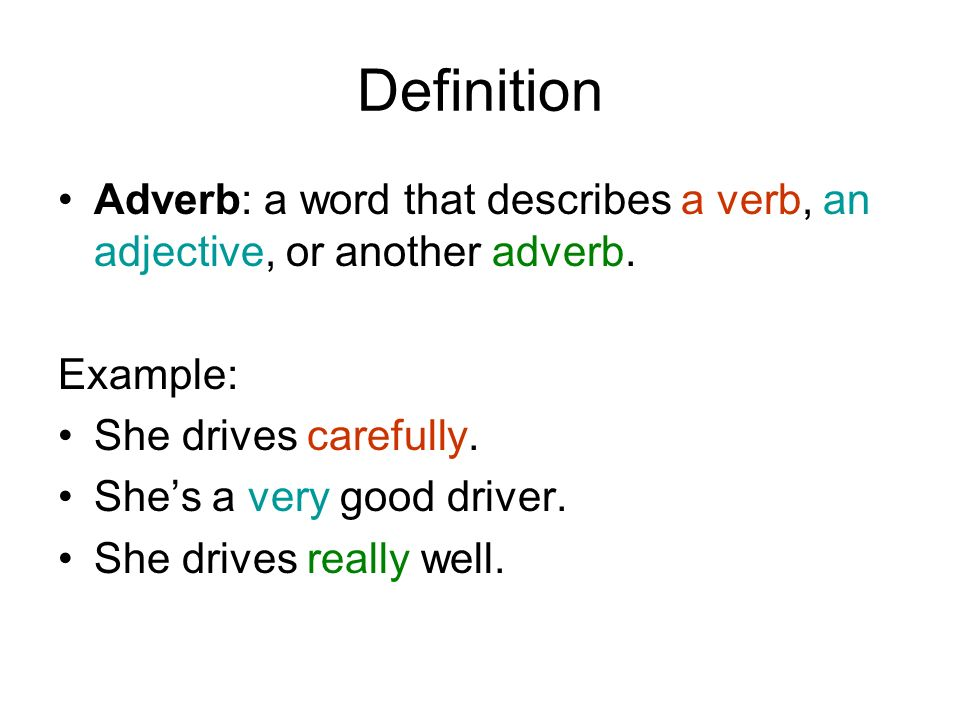 Definition
• Adverb: a word that describes a verb, an
adjective, or another adverb.
Example:
• She drives carefully.
• She’s a very good driver.
• She drives really well.